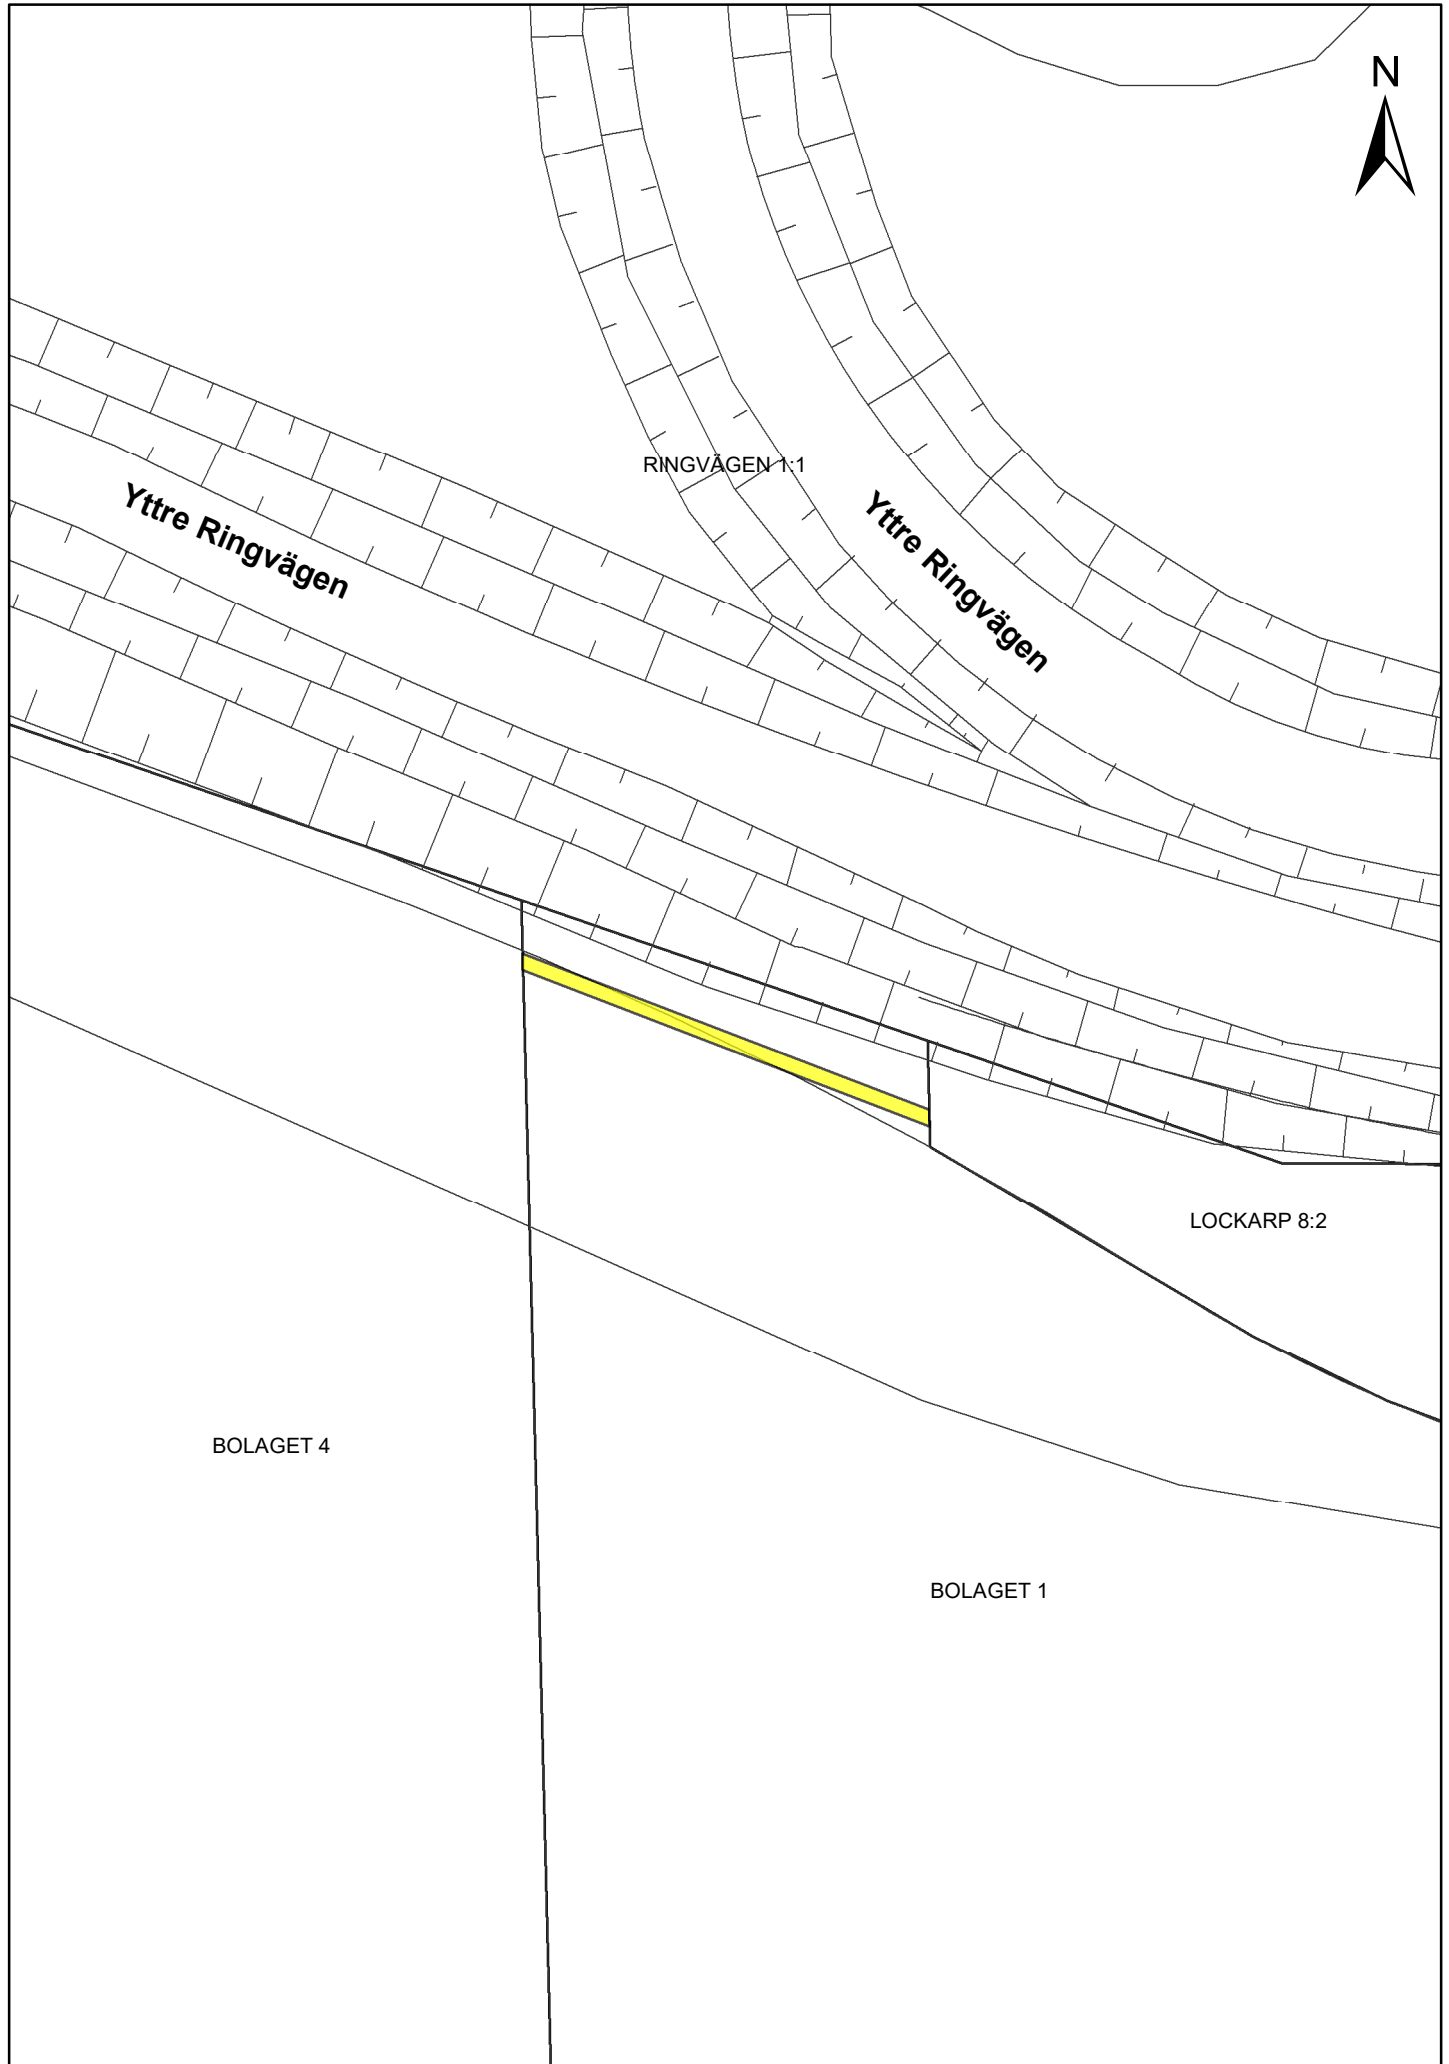 N
RINGVÄGEN 1:1
Yttre Ringvägen
Yttre Ringvägen
LOCKARP 8:2
BOLAGET 4
BOLAGET 1